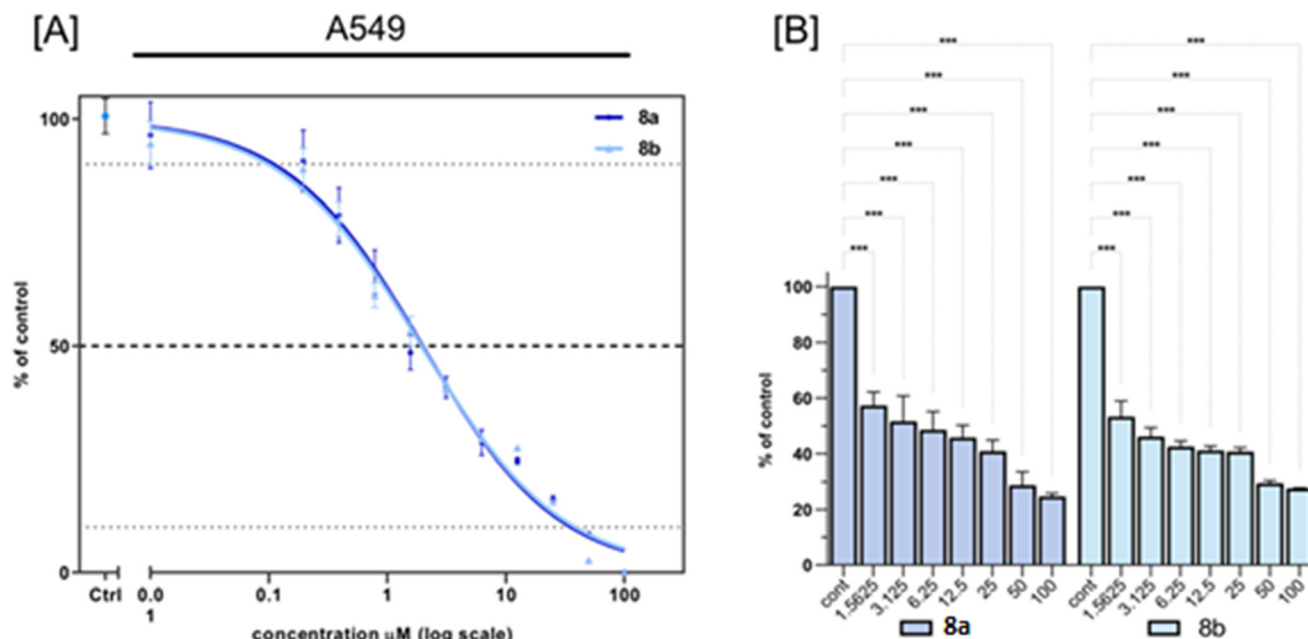 [A]
A549
100
50
0
% of control
8a
8b
Ctrl
0.0
1
0.1
1
10
100
concentration µM (log scale)
[B]
*** *** *** *** *** *** ***
*** *** *** *** *** *** ***
100
80
60
40
20
0
% of control
cont 1.5625 3.125 6.25 12.5 25 50 100
cont 1.5625 3.125 6.25 12.5 25 50 100
8a
8b